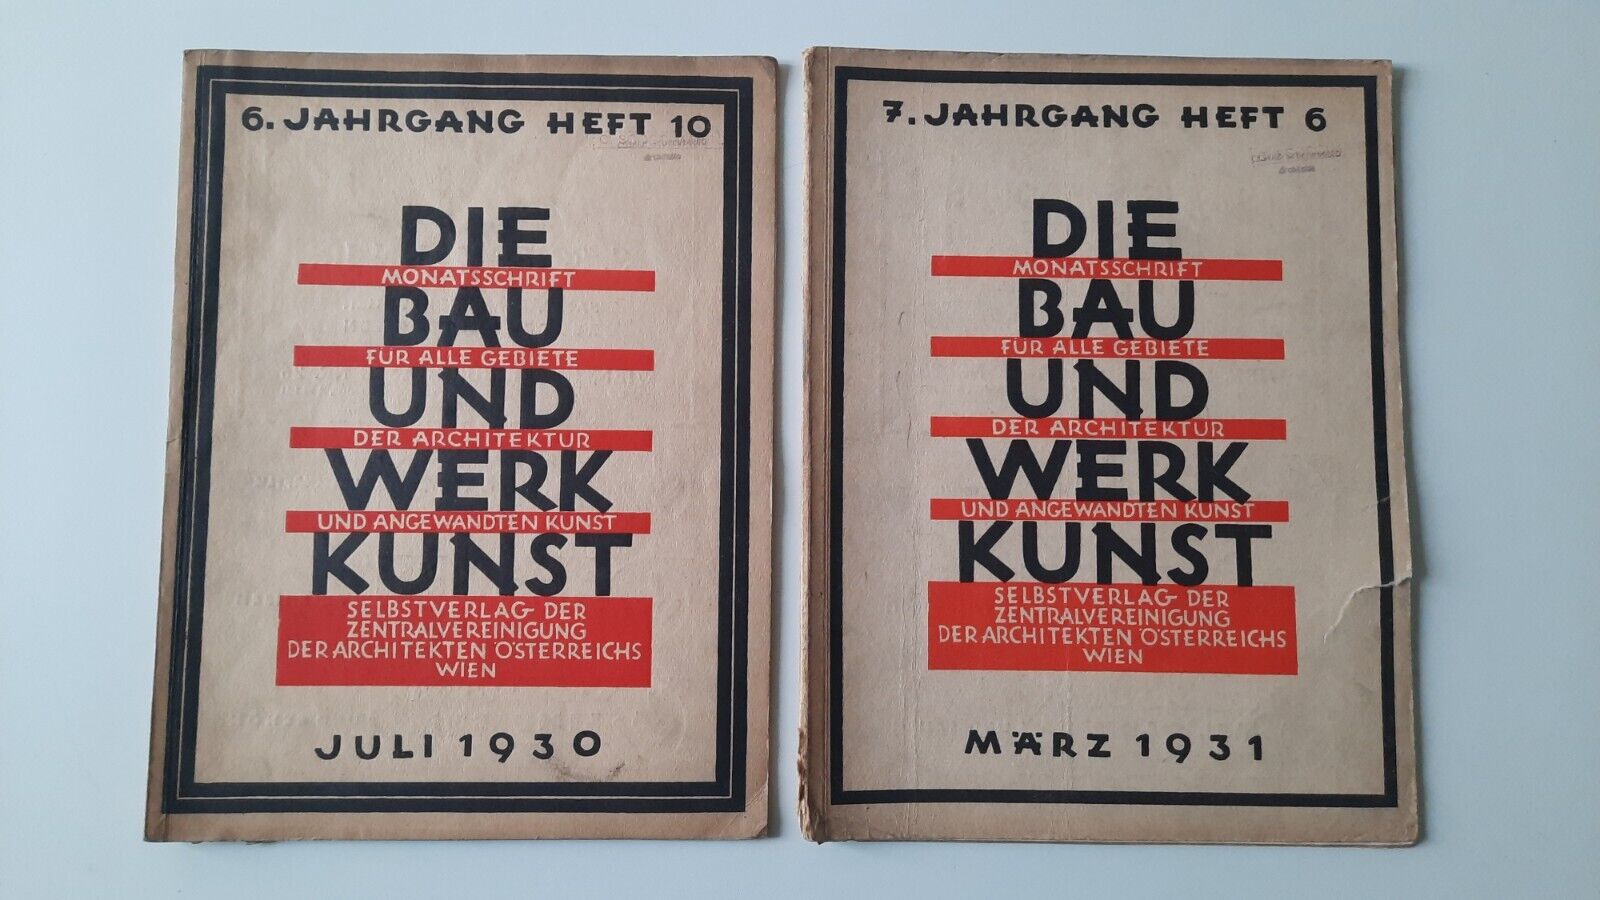 6. JAHRGANG HEFT 10
DIE
MONATSSCHRIFT
BAU
FÜR ALLE GEBIETE
UND
DER ARCHITEKTUR
WERK
UND ANGEWANDTEN KUNST
KUNST
SELBSTVERLAG DER
ZENTRALVEREINIGUNG
DER ARCHITEKTEN ÖSTERREICHS
WIEN
JULI 1930
7. JAHRGANG HEFT 6
DIE
MONATSSCHRIFT
BAU
FÜR ALLE GEBIETE
UND
DER ARCHITEKTUR
WERK
UND ANGEWANDTEN KUNST
KUNST
SELBSTVERLAG DER
ZENTRALVEREINIGUNG
DER ARCHITEKTEN ÖSTERREICHS
WIEN
MÄRZ 1931